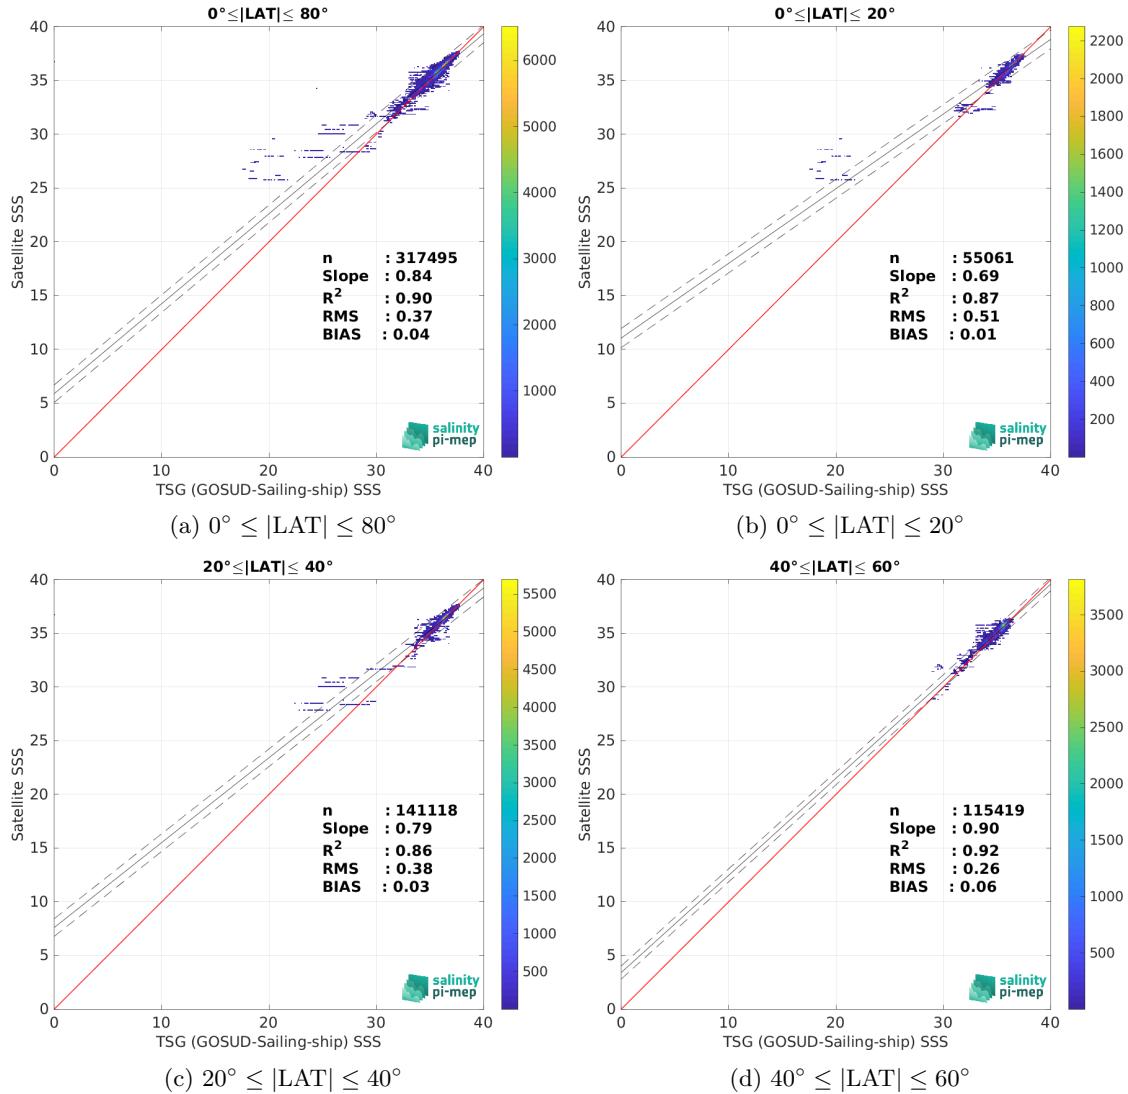 0°≤|LAT|≤ 80°
40
35
30
25
20
15
10
5
0
Satellite SSS
0
10
20
30
40
TSG (GOSUD-Sailing-ship) SSS
6000
5000
4000
3000
2000
1000
n : 317495
Slope : 0.84
R² : 0.90
RMS : 0.37
BIAS : 0.04
salinity
pi-mep
(a) 0° ≤ |LAT| ≤ 80°
0°≤|LAT|≤ 20°
40
35
30
25
20
15
10
5
0
Satellite SSS
0
10
20
30
40
TSG (GOSUD-Sailing-ship) SSS
2200
2000
1800
1600
1400
1200
1000
800
600
400
200
n : 55061
Slope : 0.69
R² : 0.87
RMS : 0.51
BIAS : 0.01
salinity
pi-mep
(b) 0° ≤ |LAT| ≤ 20°
20°≤|LAT|≤ 40°
40
35
30
25
20
15
10
5
0
Satellite SSS
0
10
20
30
40
TSG (GOSUD-Sailing-ship) SSS
5500
5000
4500
4000
3500
3000
2500
2000
1500
1000
500
n : 141118
Slope : 0.79
R² : 0.86
RMS : 0.38
BIAS : 0.03
salinity
pi-mep
(c) 20° ≤ |LAT| ≤ 40°
40°≤|LAT|≤ 60°
40
35
30
25
20
15
10
5
0
Satellite SSS
0
10
20
30
40
TSG (GOSUD-Sailing-ship) SSS
3500
3000
2500
2000
1500
1000
500
n : 115419
Slope : 0.90
R² : 0.92
RMS : 0.26
BIAS : 0.06
salinity
pi-mep
(d) 40° ≤ |LAT| ≤ 60°